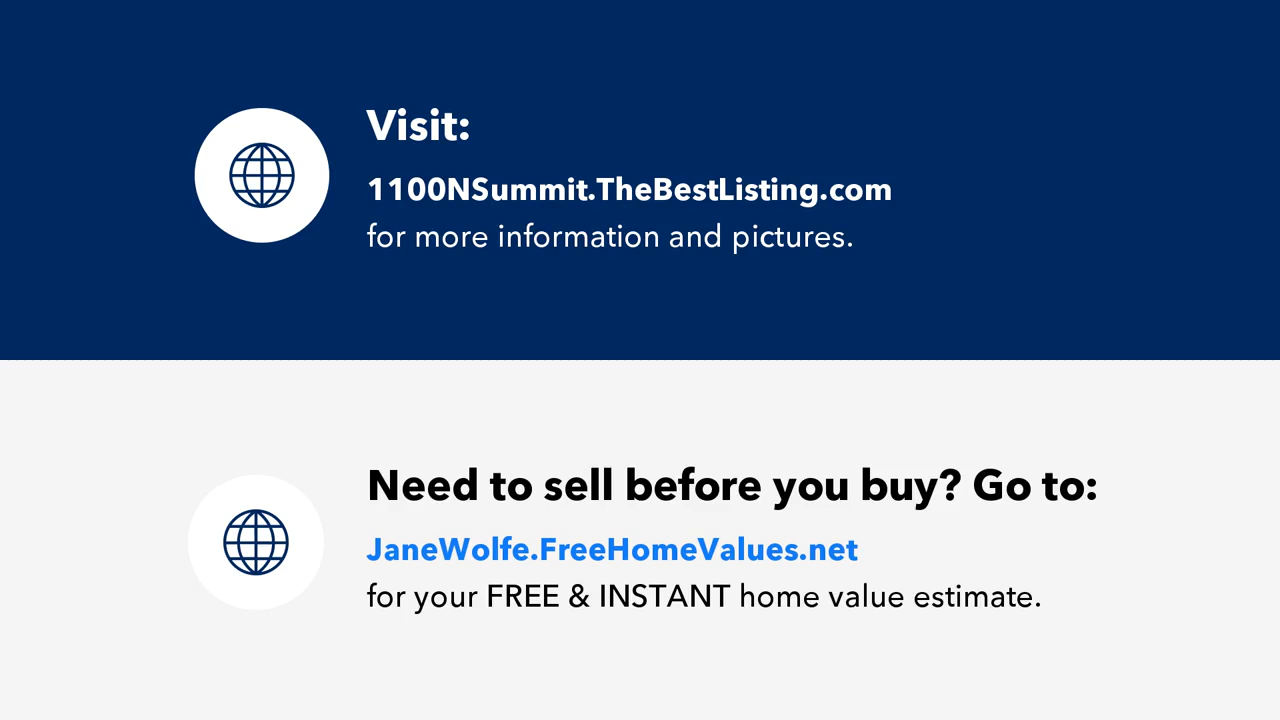 Visit:
1100NSummit.TheBestListing.com
for more information and pictures.
Need to sell before you buy? Go to:
JaneWolfe.FreeHomeValues.net
for your FREE & INSTANT home value estimate.